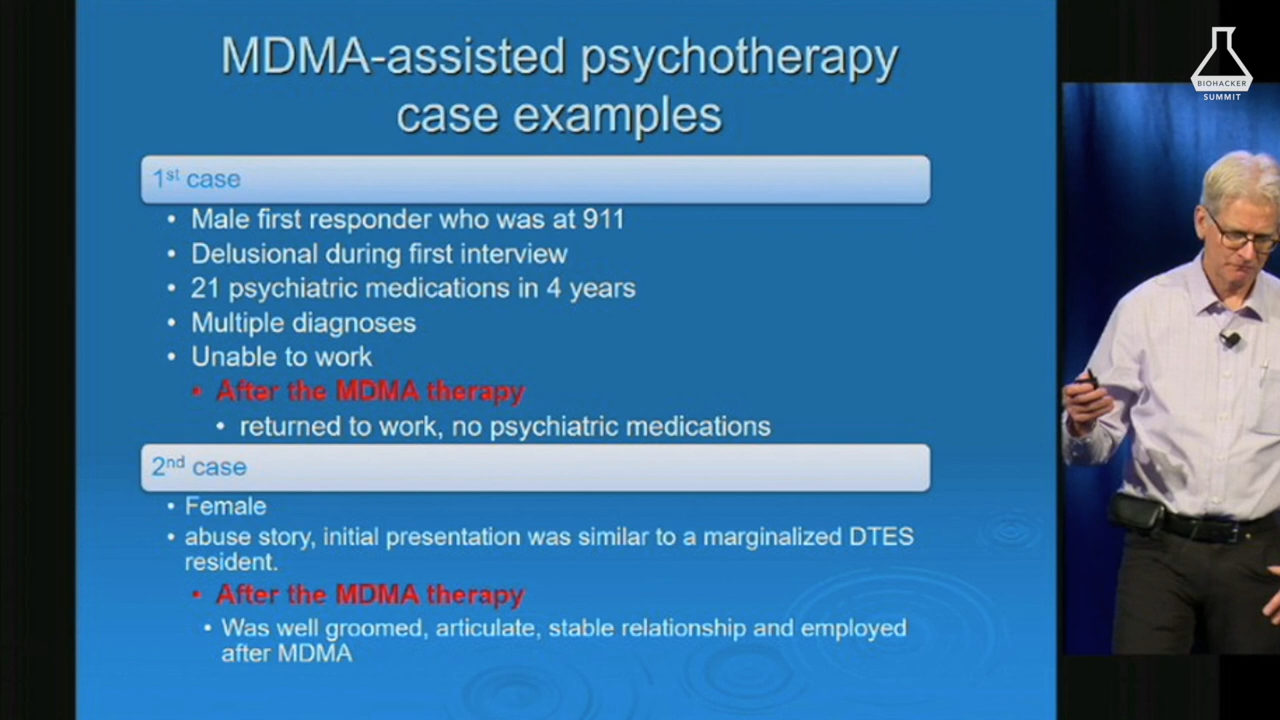 MDMA-assisted psychotherapy
case examples
1st case
• Male first responder who was at 911
• Delusional during first interview
• 21 psychiatric medications in 4 years
• Multiple diagnoses
• Unable to work
• After the MDMA therapy
• returned to work, no psychiatric medications
2nd case
• Female
• abuse story, initial presentation was similar to a marginalized DTES
resident.
• After the MDMA therapy
• Was well groomed, articulate, stable relationship and employed
after MDMA
BIOHACKER
SUMMIT